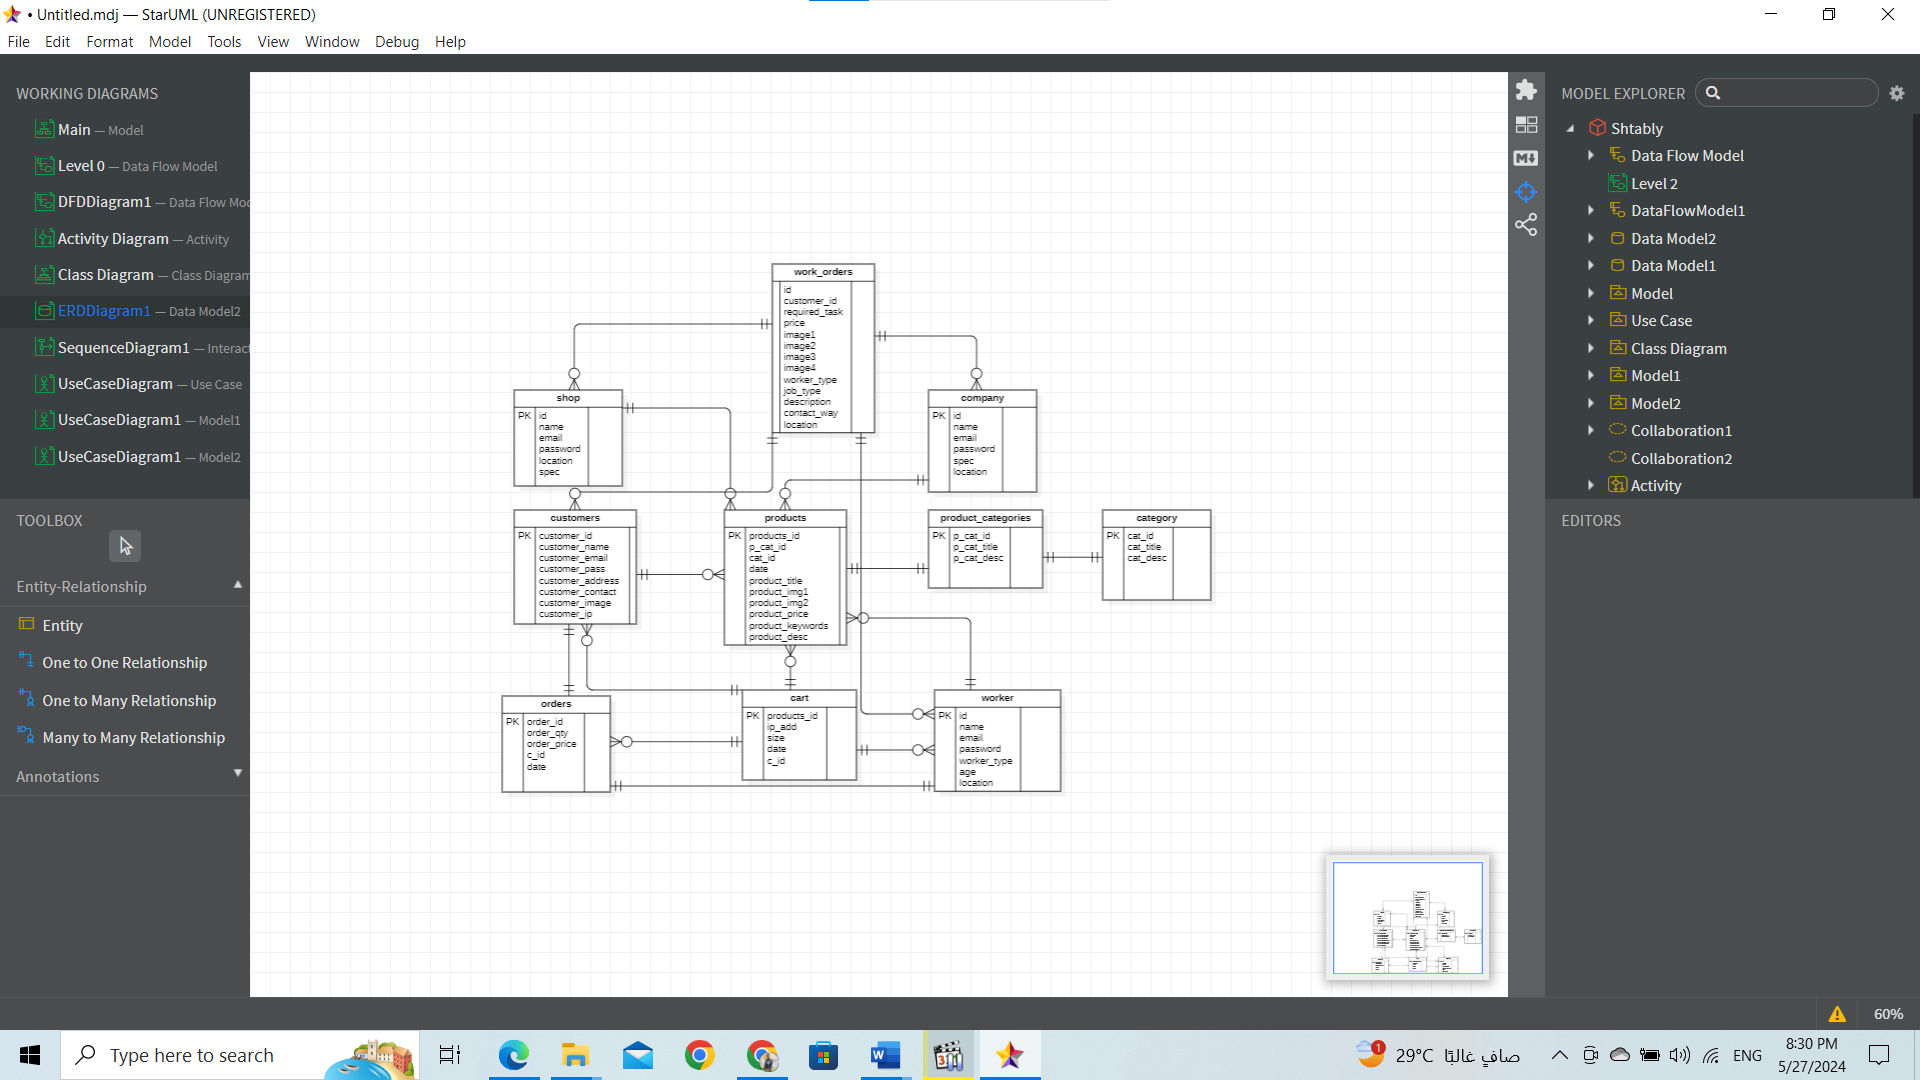 • Untitled.mdj — StarUML (UNREGISTERED)
File Edit Format Model Tools View Window Debug Help
WORKING DIAGRAMS
Main — Model
Level 0 — Data Flow Model
DFDDiagram1 — Data Flow Mod
Activity Diagram — Activity
Class Diagram — Class Diagram
ERDDiagram1 — Data Model2
SequenceDiagram1 — Interact
UseCaseDiagram — Use Case
UseCaseDiagram1 — Model1
UseCaseDiagram1 — Model2
TOOLBOX
Entity-Relationship
Entity
One to One Relationship
One to Many Relationship
Many to Many Relationship
Annotations
work_orders
id
customer_id
required_task
price
image1
image2
image3
image4
worker_type
job_type
description
contact_way
location
shop
PK id
name
email
password
location
spec
company
PK id
name
email
password
spec
location
customers
PK customer_id
customer_name
customer_email
customer_pass
customer_address
customer_contact
customer_image
customer_ip
products
PK products_id
p_cat_id
cat_id
date
product_title
product_img1
product_img2
product_price
product_keywords
product_desc
product_categories
PK p_cat_id
p_cat_title
p_cat_desc
category
PK cat_id
cat_title
cat_desc
orders
PK order_id
order_qty
order_price
c_id
date
cart
PK products_id
ip_add
size
date
c_id
worker
PK id
name
email
password
worker_type
age
location
M↓
MODEL EXPLORER
Shtably
Data Flow Model
Level 2
DataFlowModel1
Data Model2
Data Model1
Model
Use Case
Class Diagram
Model1
Model2
Collaboration1
Collaboration2
Activity
EDITORS
60%
Type here to search
1
29°C صافٍ غالبًا
ENG
8:30 PM
5/27/2024